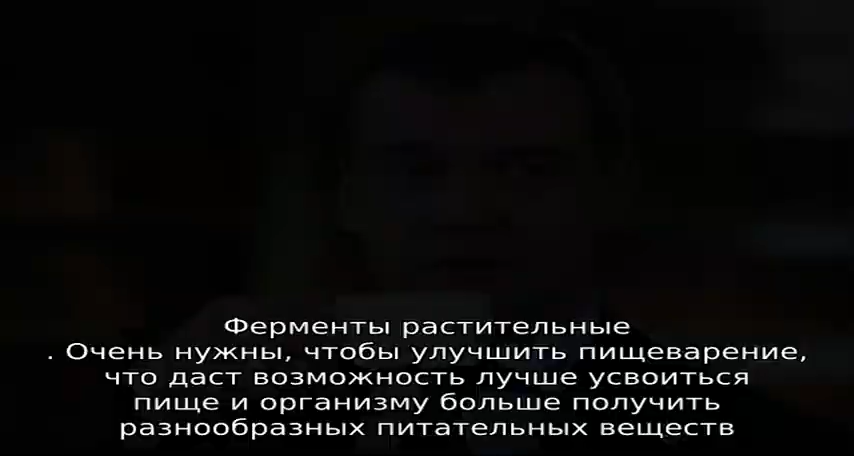 Ферменты растительные
. Очень нужны, чтобы улучшить пищеварение,
что даст возможность лучше усвоиться
пище и организму больше получить
разнообразных питательных веществ